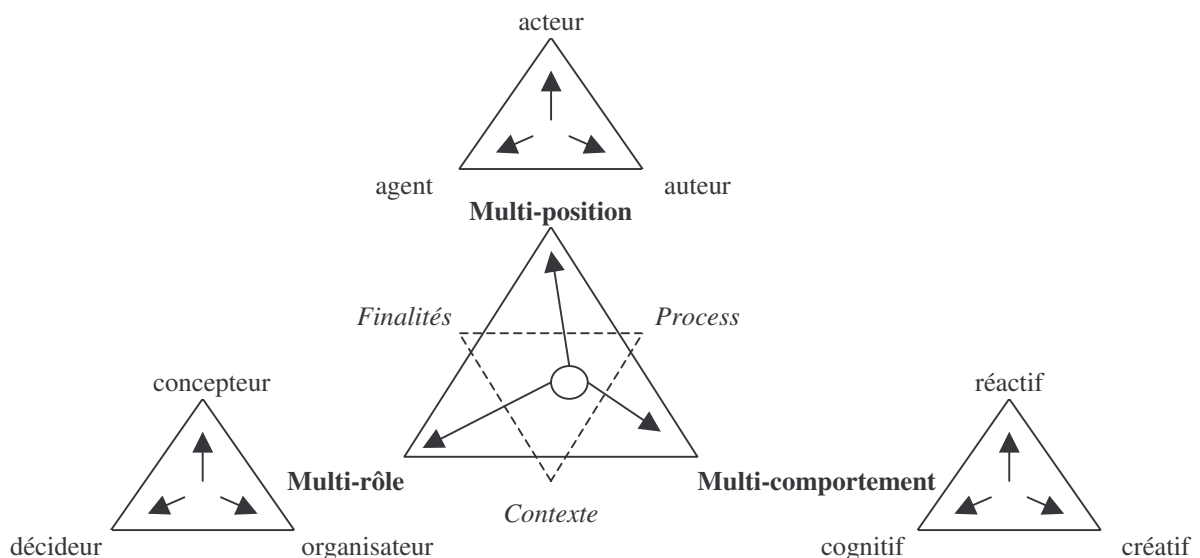 acteur
agent
auteur
Multi-position
Finalités
Process
concepteur
réactif
Multi-rôle
Multi-comportement
Contexte
décideur
organisateur
cognitif
créatif